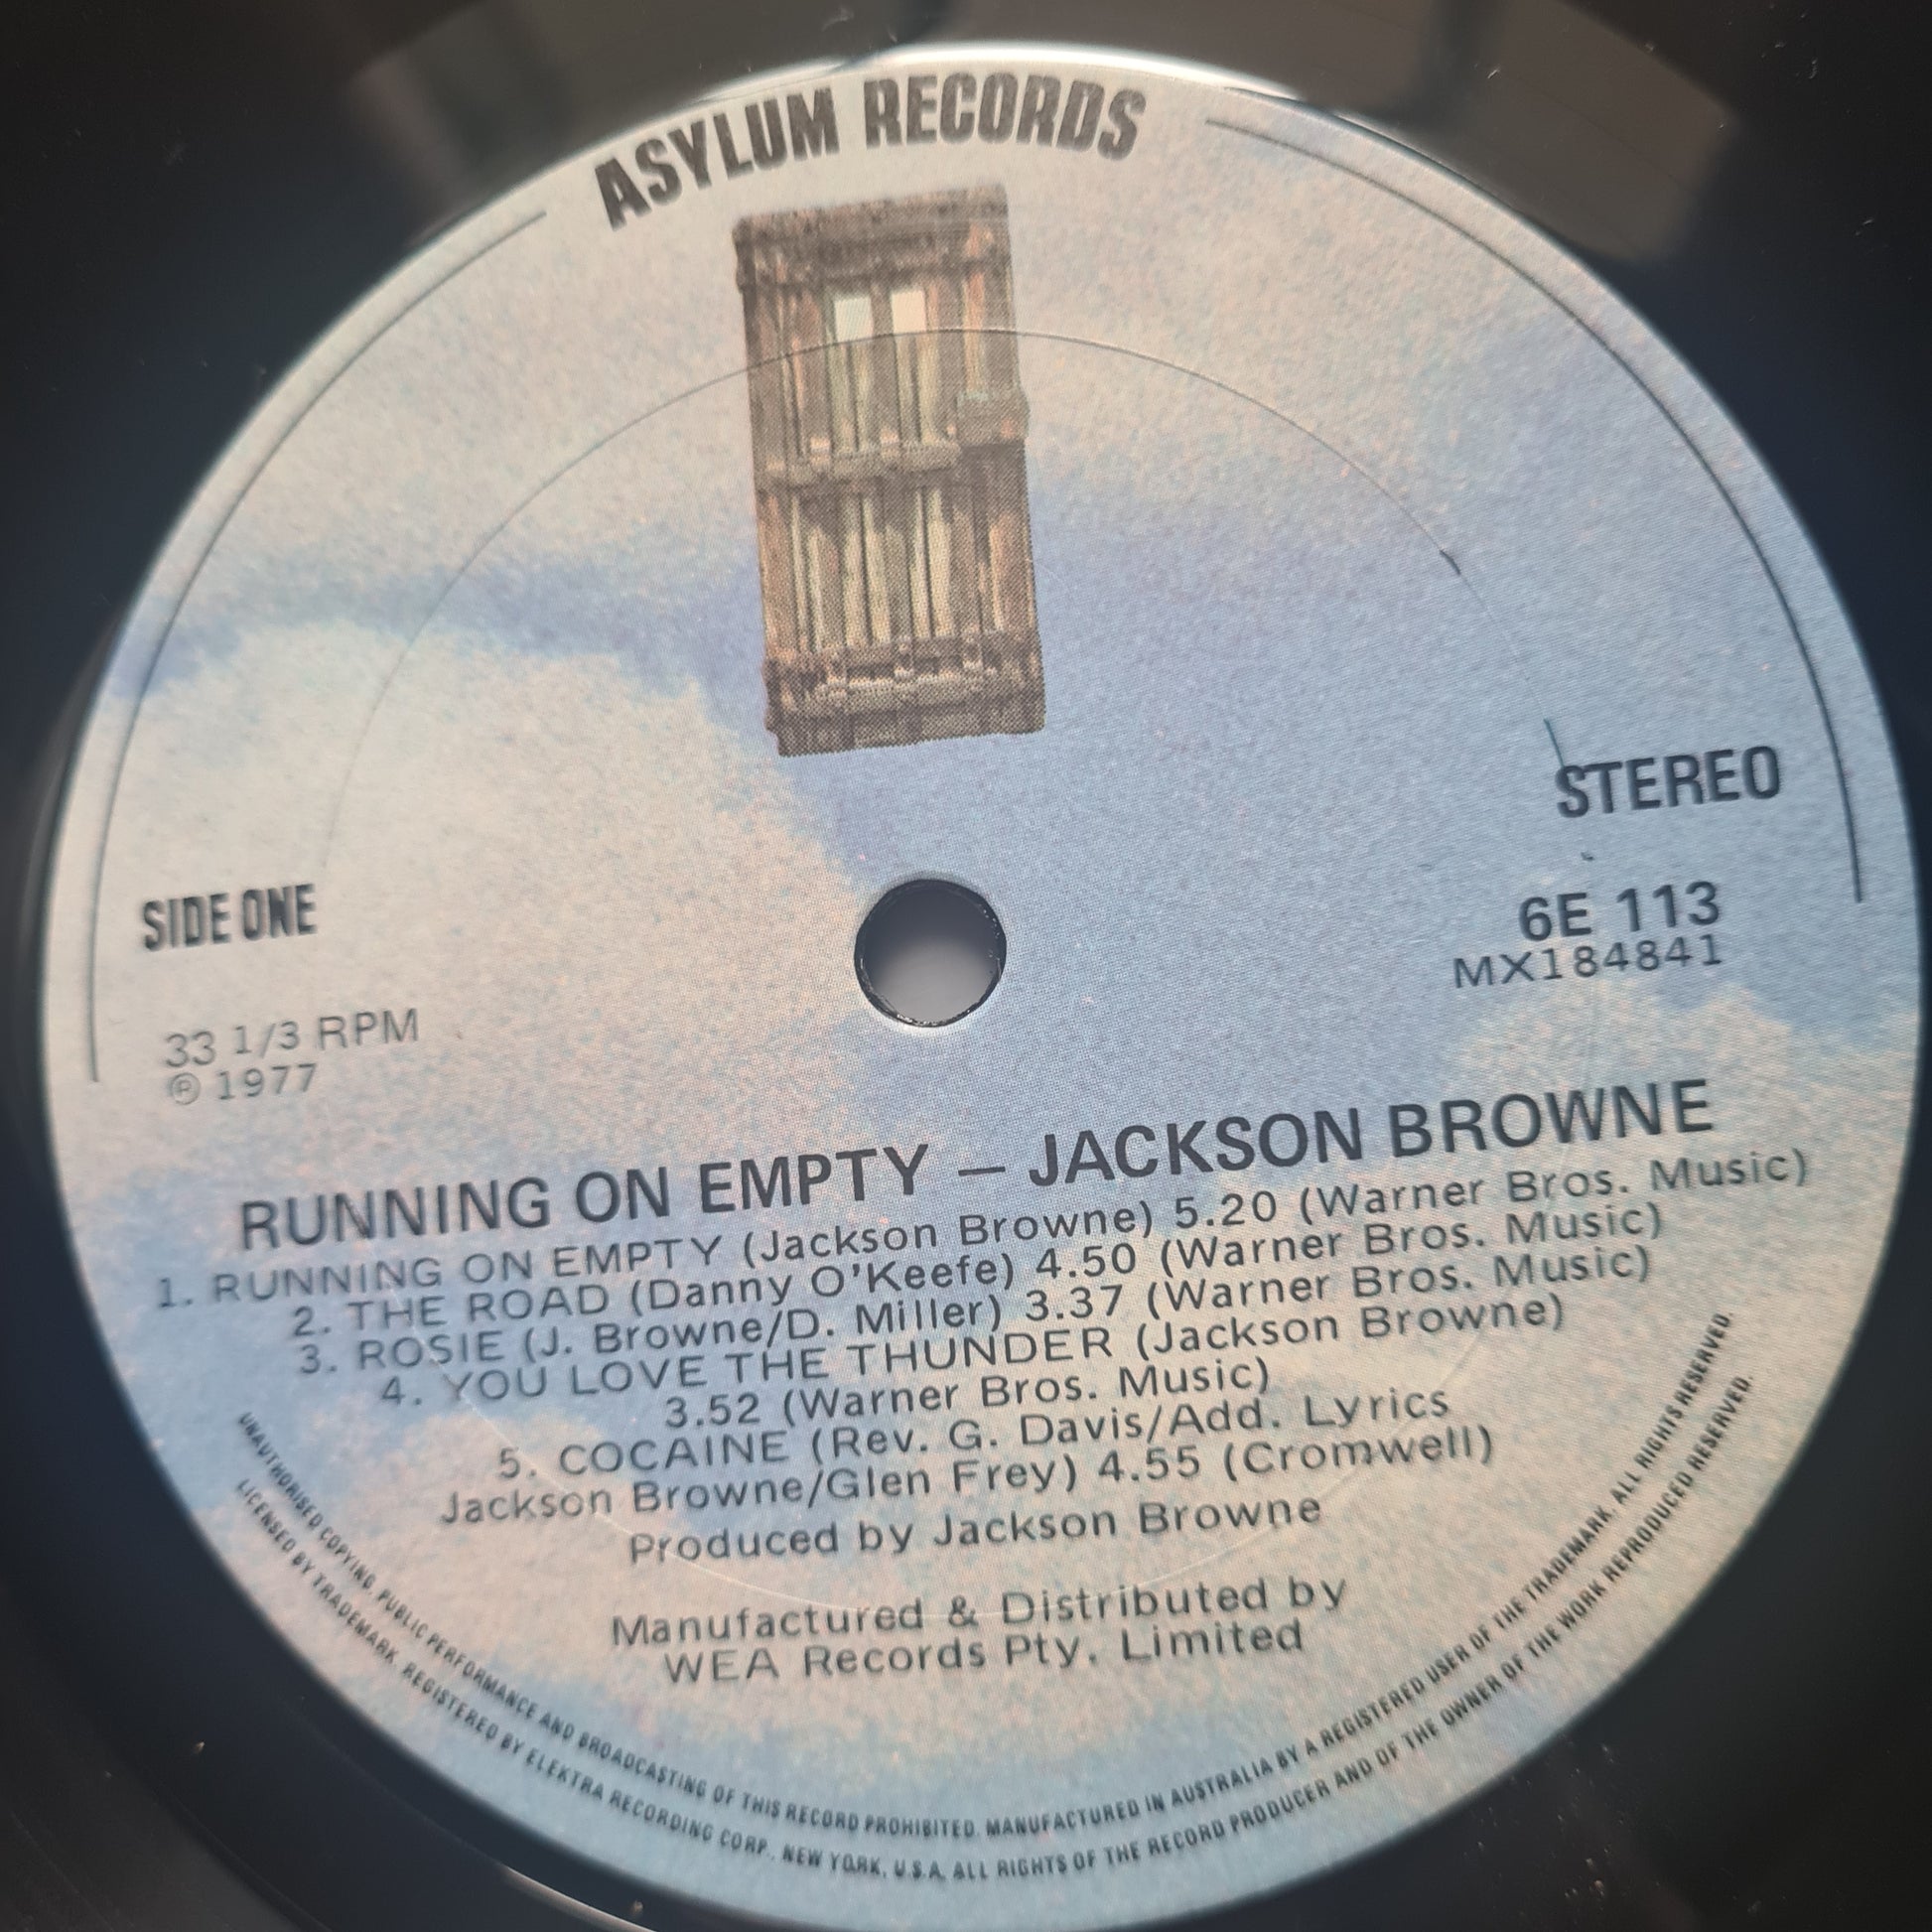 ASYLUM RECORDS
STEREO
SIDE ONE
6E 113
MX184841
33 1/3 RPM
Ⓟ 1977
RUNNING ON EMPTY — JACKSON BROWNE
1. RUNNING ON EMPTY (Jackson Browne) 5.20 (Warner Bros. Music)
2. THE ROAD (Danny O'Keefe) 4.50 (Warner Bros. Music)
3. ROSIE (J. Browne/D. Miller) 3.37 (Warner Bros. Music)
4. YOU LOVE THE THUNDER (Jackson Browne)
3.52 (Warner Bros. Music)
5. COCAINE (Rev. G. Davis/Add. Lyrics
Jackson Browne/Glen Frey) 4.55 (Cromwell)
Produced by Jackson Browne
Manufactured & Distributed by
WEA Records Pty. Limited
UNAUTHORISED COPYING, PUBLIC PERFORMANCE AND BROADCASTING OF THIS RECORD PROHIBITED. MANUFACTURED IN AUSTRALIA BY A REGISTERED USER OF THE TRADEMARK. ALL RIGHTS RESERVED.
LICENSED BY TRADEMARK. REGISTERED BY ELEKTRA RECORDING CORP., NEW YORK, U.S.A. ALL RIGHTS OF THE RECORD PRODUCER AND OF THE OWNER OF THE WORK REPRODUCED RESERVED.